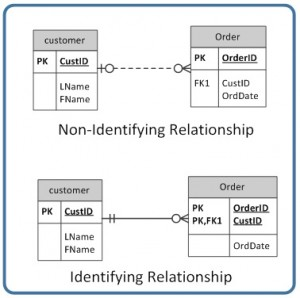 customer
PK CustID
LName
FName
Order
PK OrderID
FK1 CustID
OrdDate
Non-Identifying Relationship
customer
PK CustID
LName
FName
Order
PK OrderID
PK,FK1 CustID
OrdDate
Identifying Relationship